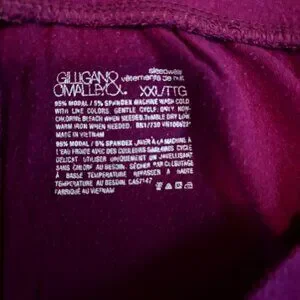 sleepwear
GILLIGAN&
O'MALLEY
vêtements de nuit
XXL/TTG
95% MODAL / 5% SPANDEX MACHINE WASH COLD
WITH LIKE COLORS. GENTLE CYCLE. ONLY NON-
CHLORINE BLEACH WHEN NEEDED. TUMBLE DRY LOW.
WARM IRON WHEN NEEDED.
MADE IN VIETNAM
95% MODAL / 5% SPANDEX. LAVER À LA MACHINE À
L'EAU FROIDE AVEC DES COULEURS SIMILAIRES CYCLE
DÉLICAT UTILISER UNIQUEMENT UN JAVELLISANT
SANS CHLORE AU BESOIN. SÉCHER PAR CULBUTAGE
À BASSE TEMPÉRATURE REPASSER À HAUTE
TEMPÉRATURE AU BESOIN. CA57147
FABRIQUÉ AU VIETNAM